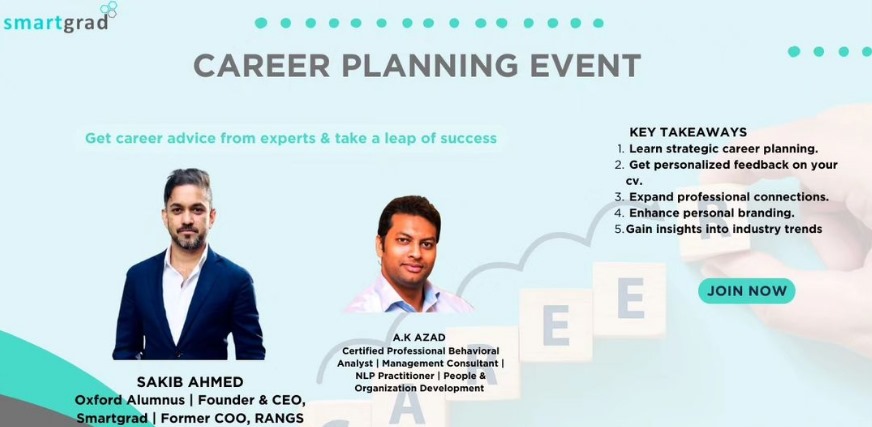 smartgrad
CAREER PLANNING EVENT
Get career advice from experts & take a leap of success
KEY TAKEAWAYS
1. Learn strategic career planning.
2. Get personalized feedback on your
cv.
3. Expand professional connections.
4. Enhance personal branding.
5. Gain insights into industry trends
JOIN NOW
SAKIB AHMED
Oxford Alumnus | Founder & CEO,
Smartgrad | Former COO, RANGS
A.K AZAD
Certified Professional Behavioral
Analyst | Management Consultant |
NLP Practitioner | People &
Organization Development
C A R E E R